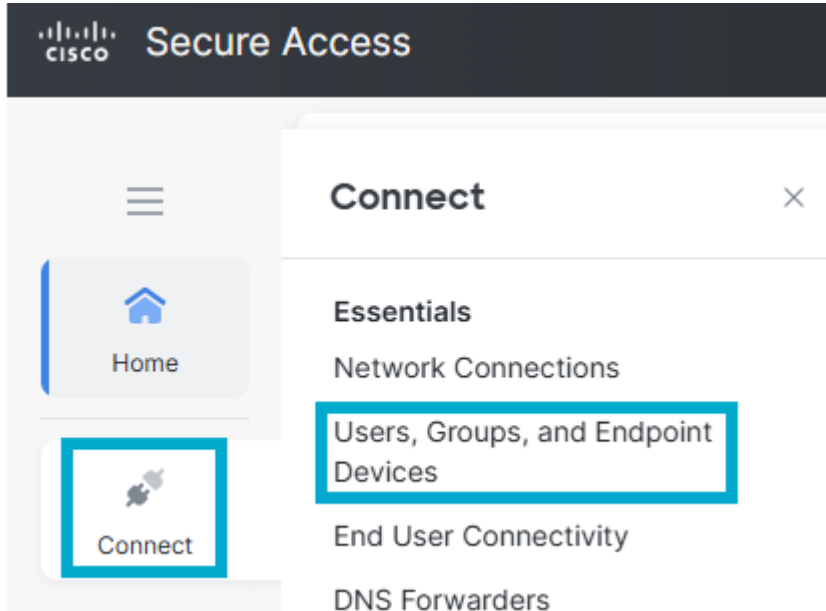 cisco Secure Access
Connect
Home
Essentials
Network Connections
Users, Groups, and Endpoint
Devices
Connect
End User Connectivity
DNS Forwarders